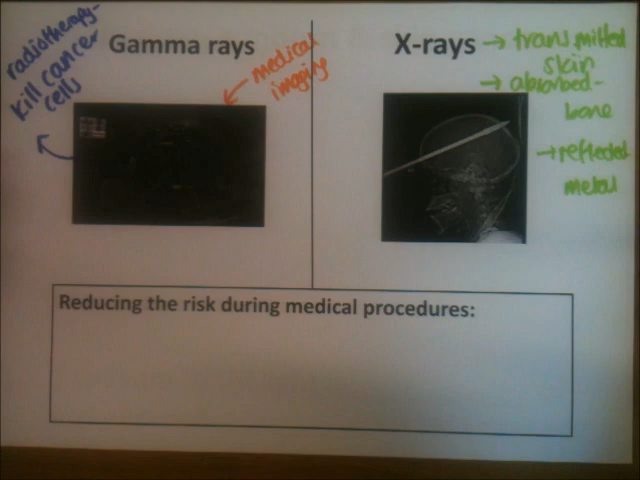 radiotherapy-
kill cancer
cells
Gamma rays
medical
imaging
X-rays
→ transmitted
skin
→ absorbed-
bone
→ reflected
metal
Reducing the risk during medical procedures: